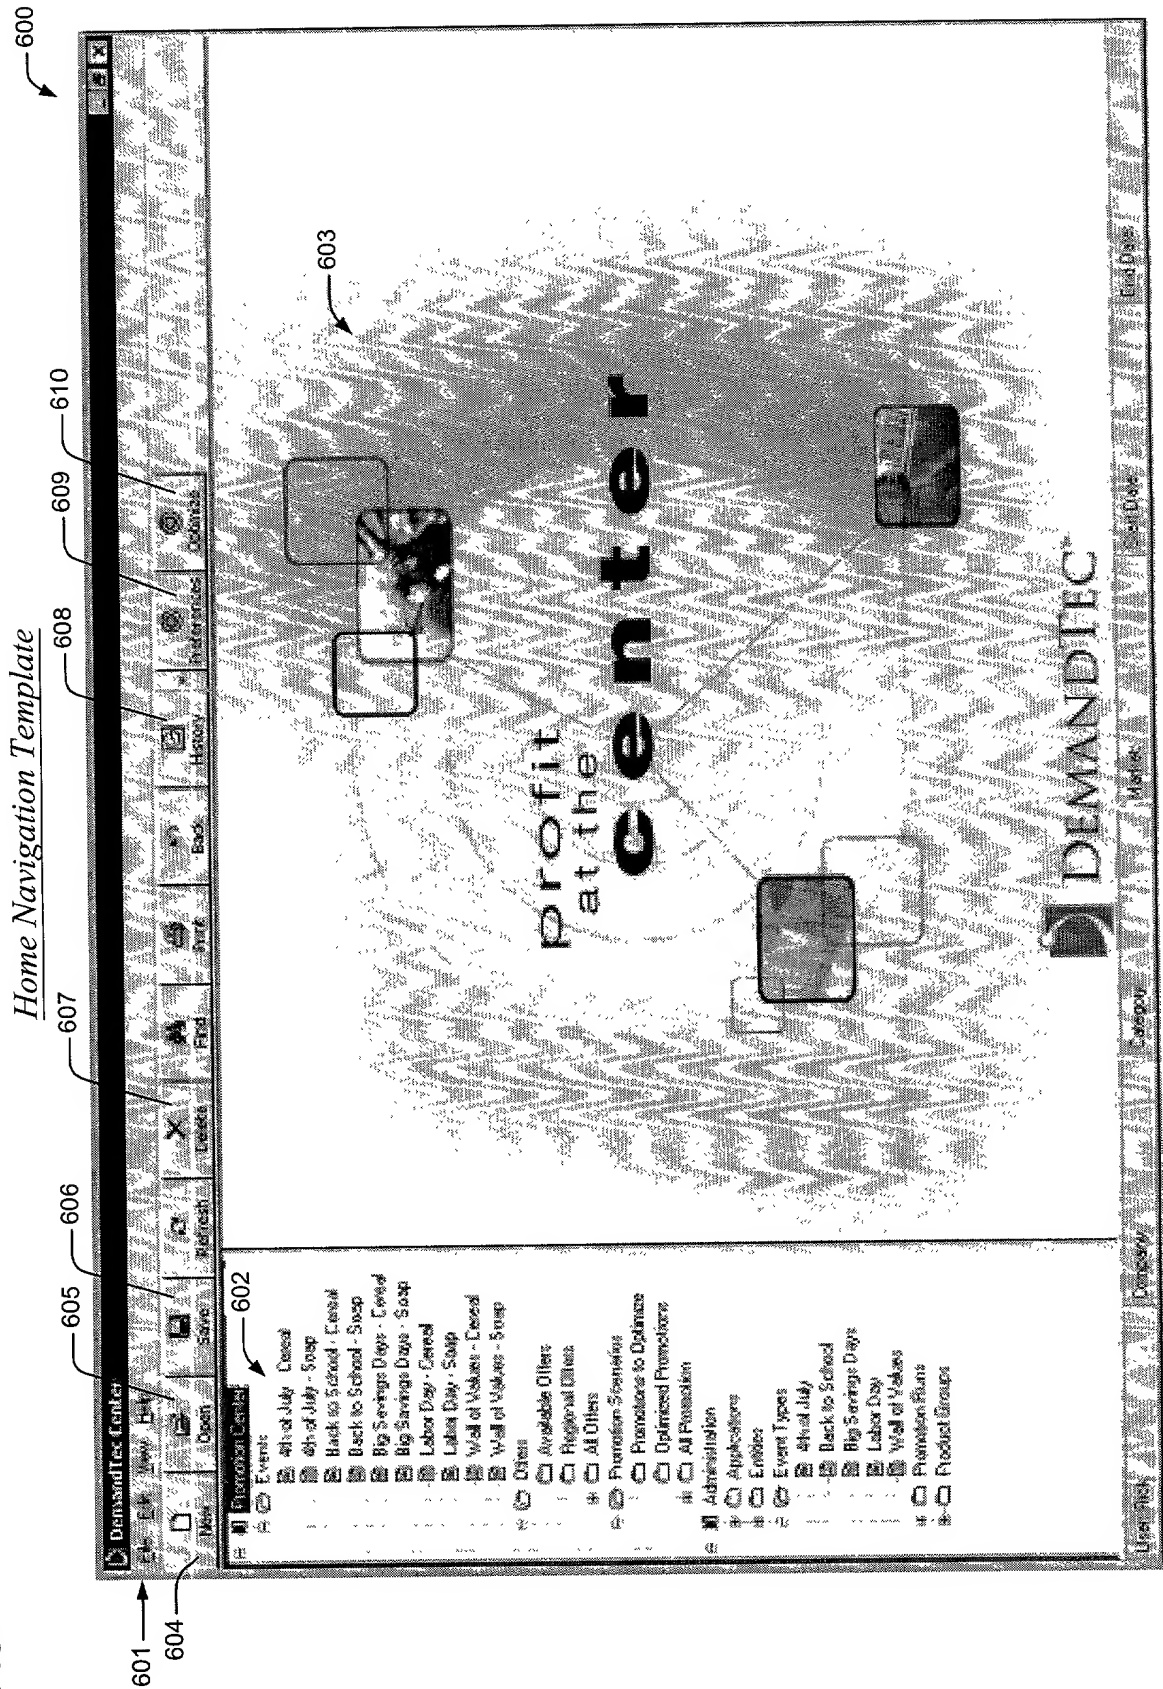 Home Navigation Template
600
DemandTec Center
File Edit View Help
601
New Open Save Refresh Delete Find Print Back History Preferences Optimize
604
605
606
607
608
609
610
602
603
Promotion Center
Events
4th of July - Cereal
4th of July - Soap
Back to School - Cereal
Back to School - Soap
Big Savings Days - Cereal
Big Savings Days - Soap
Labor Day - Cereal
Labor Day - Soap
Wall of Values - Cereal
Wall of Values - Soap
Offers
Available Offers
Regional Offers
All Offers
Promotion Scenarios
Promotions to Optimize
Optimized Promotions
All Promotion
Administration
Applications
Entities
Event Types
4th of July
Back to School
Big Savings Days
Labor Day
Wall of Values
Promotion Runs
Product Groups
profit
at the
center
DEMANDTEC
Company Category Market Start Date End Date